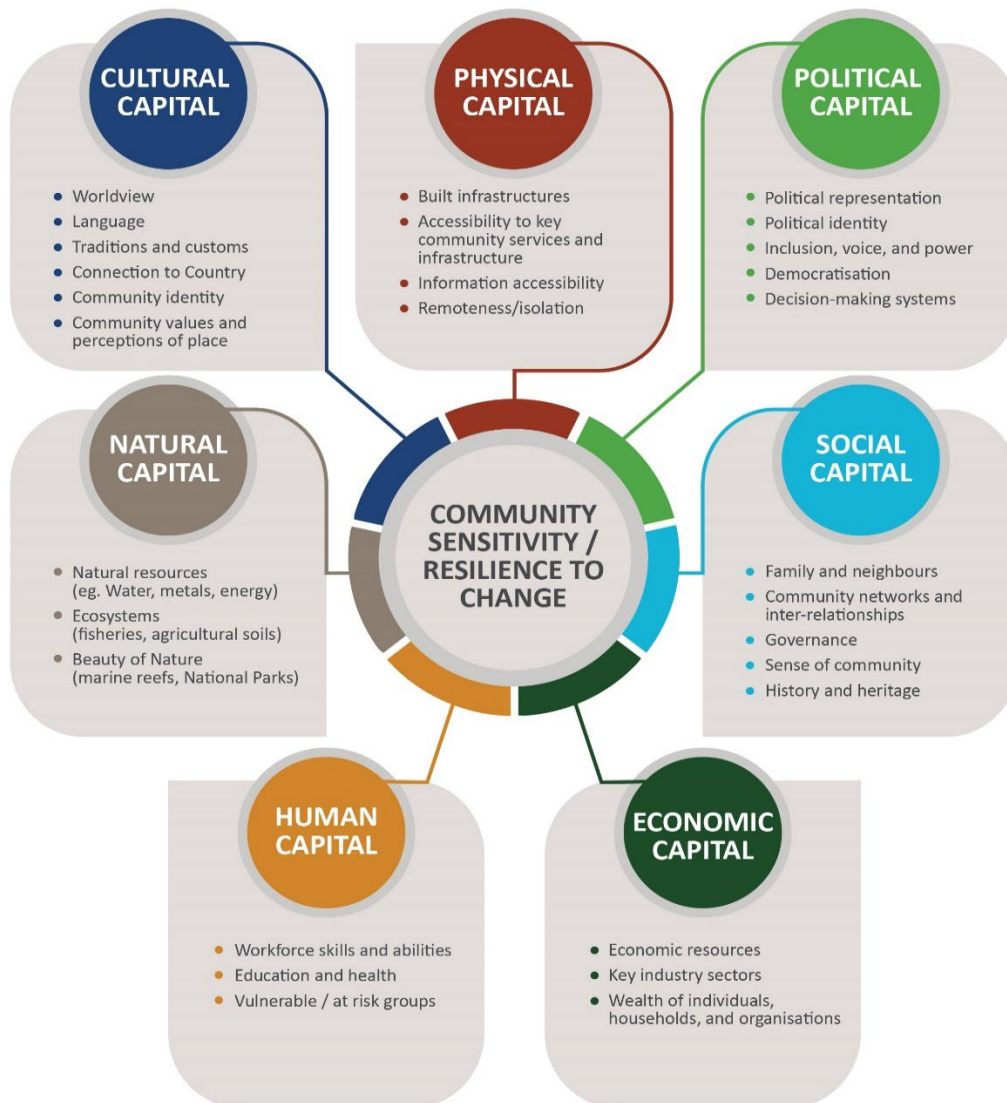 CULTURAL
CAPITAL
Worldview
Language
Traditions and customs
Connection to Country
Community identity
Community values and
perceptions of place
PHYSICAL
CAPITAL
Built infrastructures
Accessibility to key
community services and
infrastructure
Information accessibility
Remoteness/isolation
POLITICAL
CAPITAL
Political representation
Political identity
Inclusion, voice, and power
Democratisation
Decision-making systems
NATURAL
CAPITAL
Natural resources
(eg. Water, metals, energy)
Ecosystems
(fisheries, agricultural soils)
Beauty of Nature
(marine reefs, National Parks)
COMMUNITY
SENSITIVITY /
RESILIENCE TO
CHANGE
SOCIAL
CAPITAL
Family and neighbours
Community networks and
inter-relationships
Governance
Sense of community
History and heritage
HUMAN
CAPITAL
Workforce skills and abilities
Education and health
Vulnerable / at risk groups
ECONOMIC
CAPITAL
Economic resources
Key industry sectors
Wealth of individuals,
households, and organisations